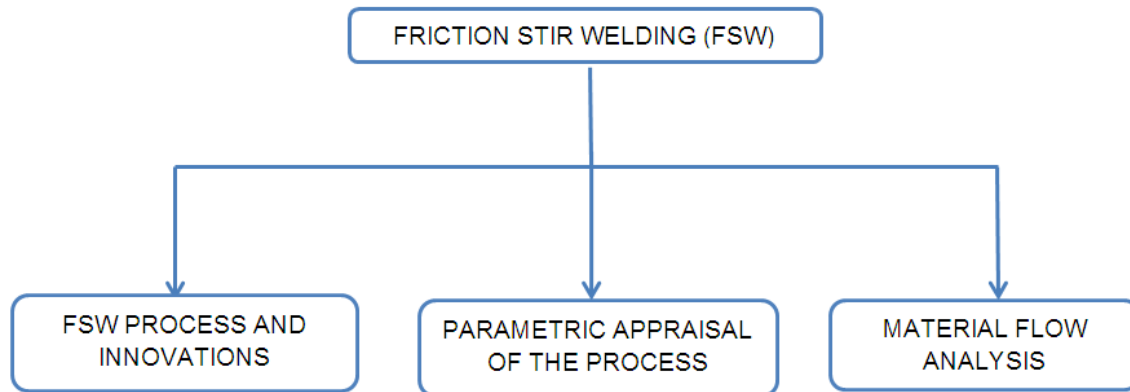 FRICTION STIR WELDING (FSW)
FSW PROCESS AND
INNOVATIONS
PARAMETRIC APPRAISAL
OF THE PROCESS
MATERIAL FLOW
ANALYSIS